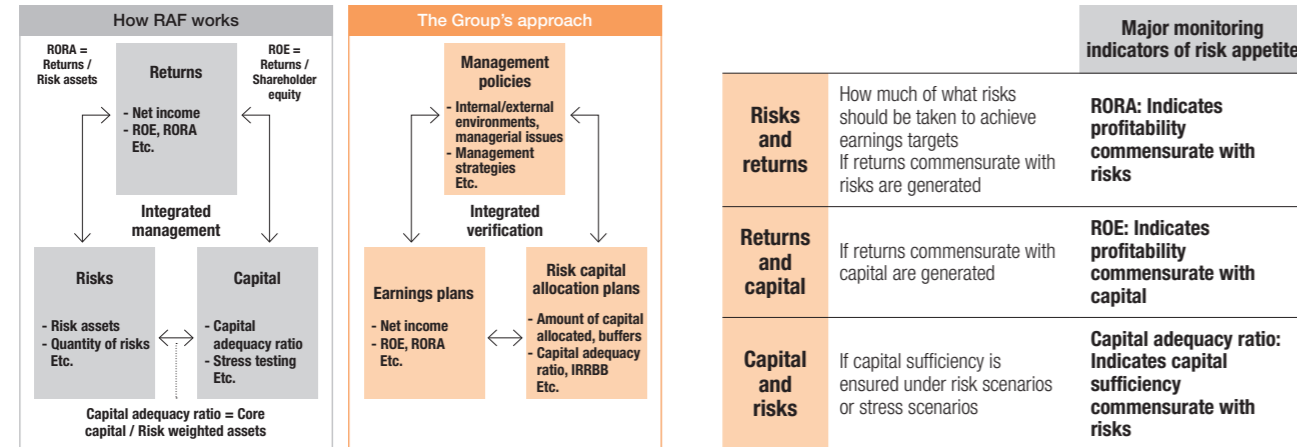 How RAF works
RORA =
Returns /
Risk assets
Returns
- Net income
- ROE, RORA
Etc.
ROE =
Returns /
Shareholder
equity
Integrated
management
Risks
- Risk assets
- Quantity of risks
Etc.
Capital
- Capital
adequacy ratio
- Stress testing
Etc.
Capital adequacy ratio = Core
capital / Risk weighted assets
The Group's approach
Management
policies
- Internal/external
environments,
managerial issues
- Management
strategies
Etc.
Integrated
verification
Earnings plans
- Net income
- ROE, RORA
Etc.
Risk capital
allocation plans
- Amount of capital
allocated, buffers
- Capital adequacy
ratio, IRRBB
Etc.
Major monitoring
indicators of risk appetite
Risks
and
returns
How much of what risks
should be taken to achieve
earnings targets
If returns commensurate with
risks are generated
RORA: Indicates
profitability
commensurate with
risks
Returns
and
capital
If returns commensurate with
capital are generated
ROE: Indicates
profitability
commensurate with
capital
Capital
and
risks
If capital sufficiency is
ensured under risk scenarios
or stress scenarios
Capital adequacy ratio:
Indicates capital
sufficiency
commensurate with
risks